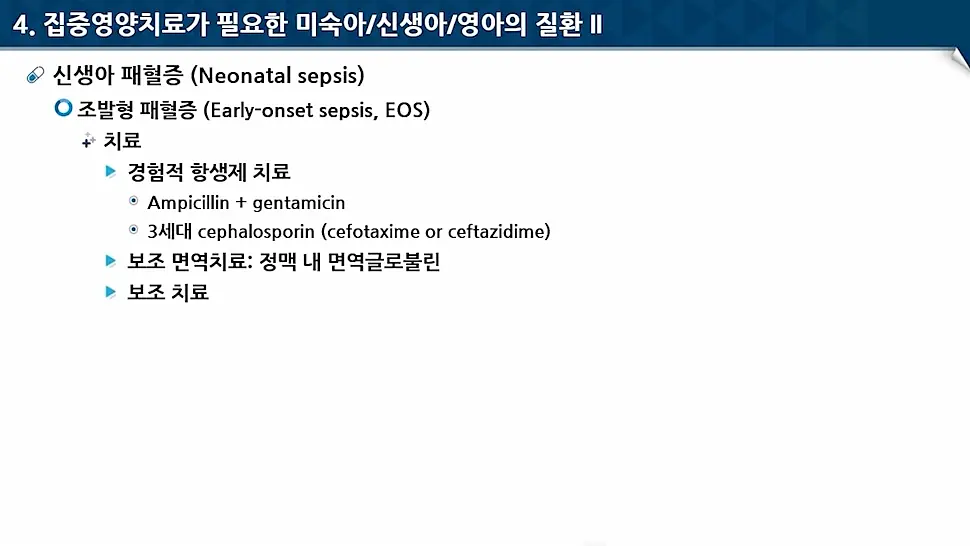 4. 집중영양치료가 필요한 미숙아/신생아/영아의 질환 II
신생아 패혈증 (Neonatal sepsis)
조발형 패혈증 (Early-onset sepsis, EOS)
치료
경험적 항생제 치료
Ampicillin + gentamicin
3세대 cephalosporin (cefotaxime or ceftazidime)
보조 면역치료: 정맥 내 면역글로불린
보조 치료